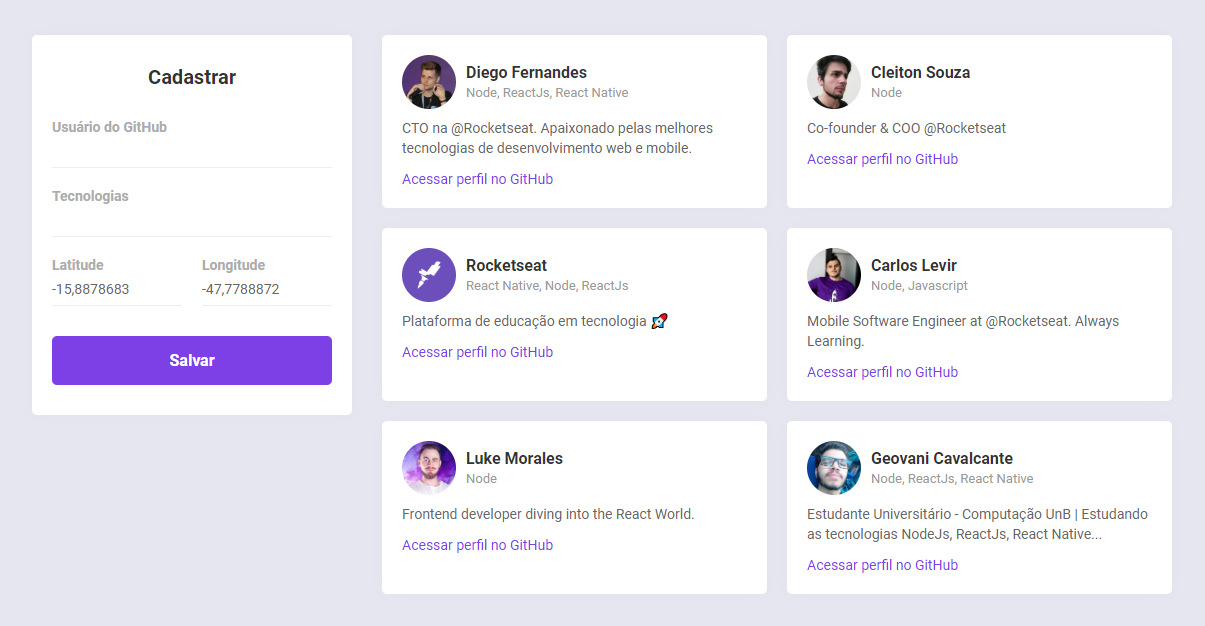 Cadastrar
Usuário do GitHub
Tecnologias
Latitude
Longitude
-15,8878683
-47,7788872
Salvar
Diego Fernandes
Node, ReactJs, React Native
CTO na @Rocketseat. Apaixonado pelas melhores
tecnologias de desenvolvimento web e mobile.
Acessar perfil no GitHub
Cleiton Souza
Node
Co-founder & COO @Rocketseat
Acessar perfil no GitHub
Rocketseat
React Native, Node, ReactJs
Plataforma de educação em tecnologia 🚀
Acessar perfil no GitHub
Carlos Levir
Node, Javascript
Mobile Software Engineer at @Rocketseat. Always
Learning.
Acessar perfil no GitHub
Luke Morales
Node
Frontend developer diving into the React World.
Acessar perfil no GitHub
Geovani Cavalcante
Node, ReactJs, React Native
Estudante Universitário - Computação UnB | Estudando
as tecnologias NodeJs, ReactJs, React Native...
Acessar perfil no GitHub